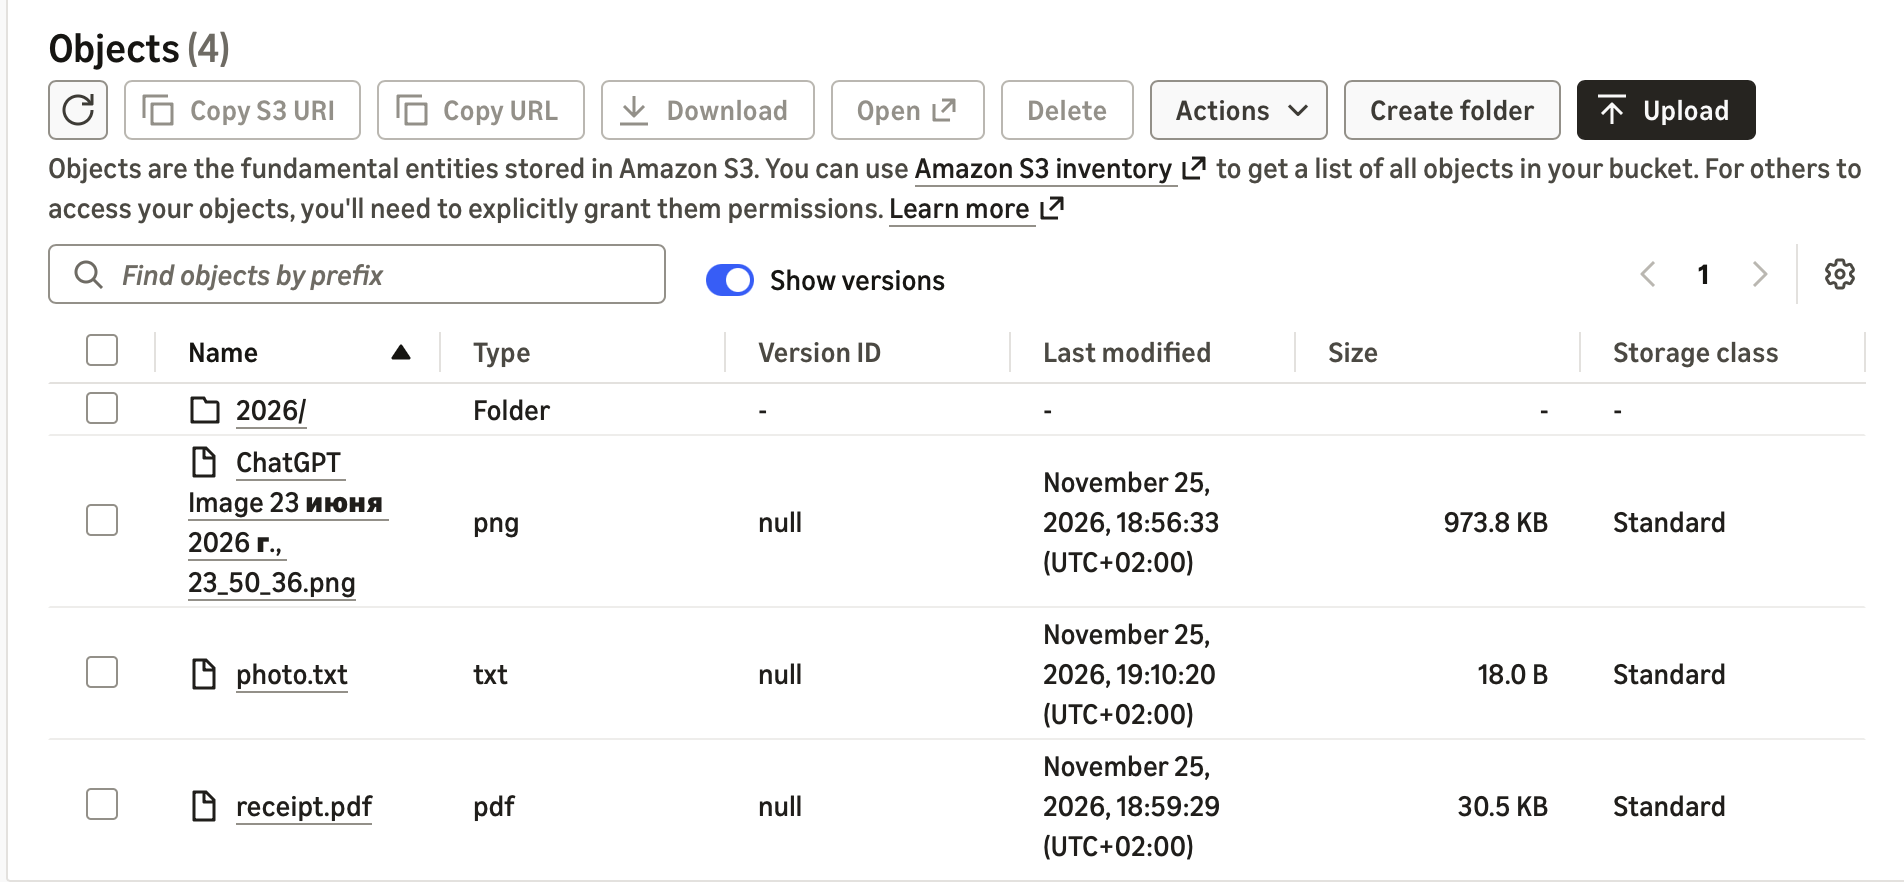 Objects (4)
Copy S3 URI Copy URL Download Open Delete Actions Create folder Upload
Objects are the fundamental entities stored in Amazon S3. You can use Amazon S3 inventory to get a list of all objects in your bucket. For others to
access your objects, you'll need to explicitly grant them permissions. Learn more
Find objects by prefix Show versions 1
Name Type Version ID Last modified Size Storage class
2026/ Folder - - - -
ChatGPT
Image 23 июня
2026 г.,
23_50_36.png
png
null
November 25,
2026, 18:56:33
(UTC+02:00)
973.8 KB
Standard
photo.txt
txt
null
November 25,
2026, 19:10:20
(UTC+02:00)
18.0 B
Standard
receipt.pdf
pdf
null
November 25,
2026, 18:59:29
(UTC+02:00)
30.5 KB
Standard